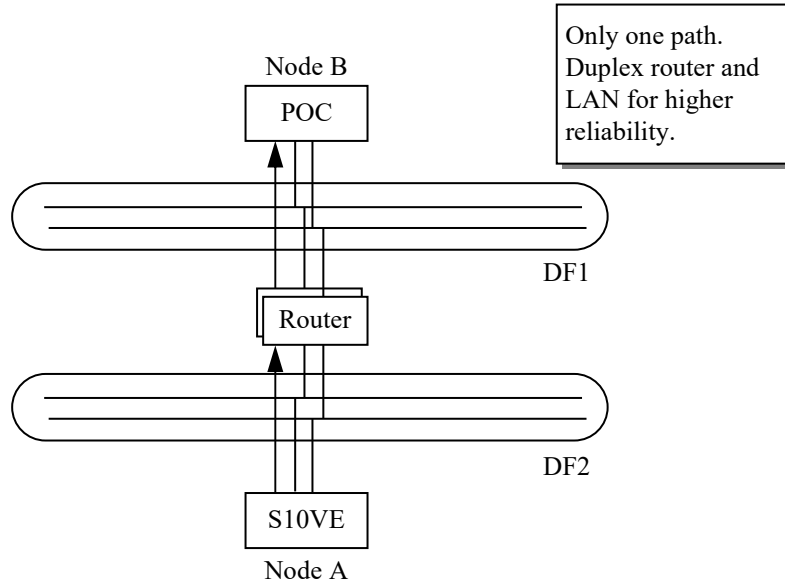 Only one path.
Duplex router and
LAN for higher
reliability.
Node B
POC
DF1
Router
DF2
S10VE
Node A